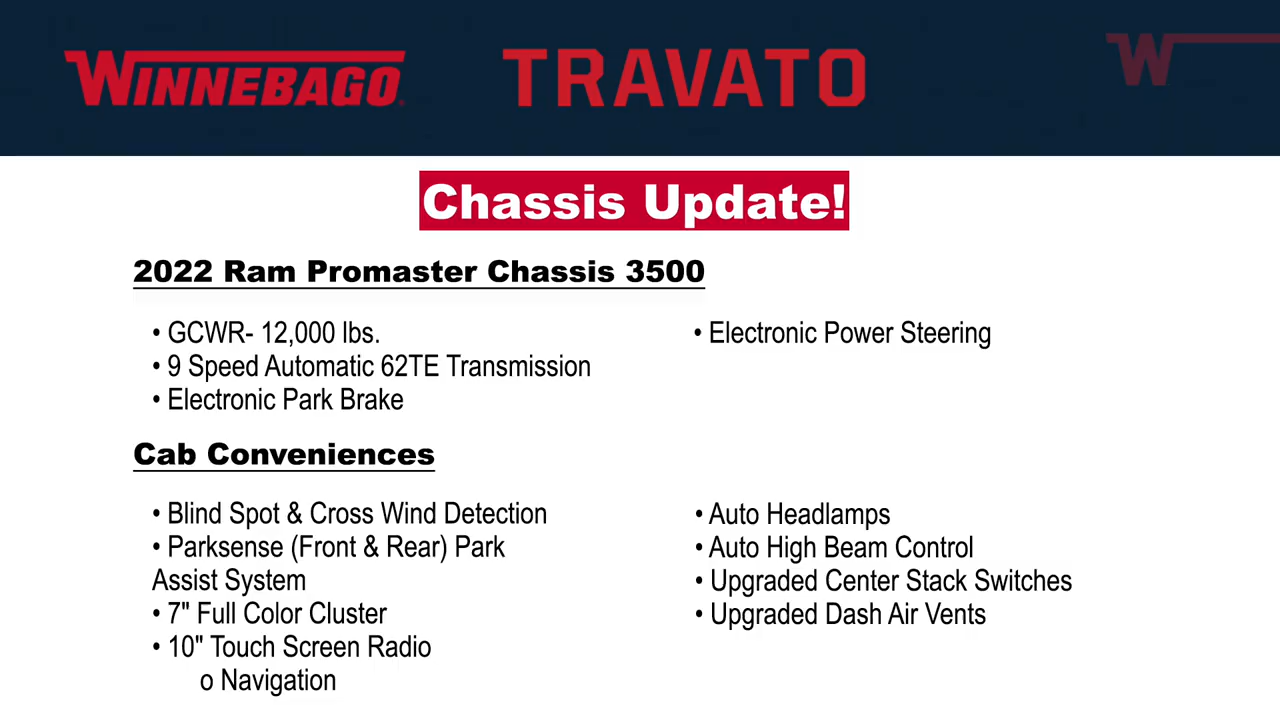 WINNEBAGO
TRAVATO
W
Chassis Update!
2022 Ram Promaster Chassis 3500
• GCWR- 12,000 lbs.
• 9 Speed Automatic 62TE Transmission
• Electronic Park Brake
• Electronic Power Steering
Cab Conveniences
• Blind Spot & Cross Wind Detection
• Parksense (Front & Rear) Park
Assist System
• 7" Full Color Cluster
• 10" Touch Screen Radio
o Navigation
• Auto Headlamps
• Auto High Beam Control
• Upgraded Center Stack Switches
• Upgraded Dash Air Vents